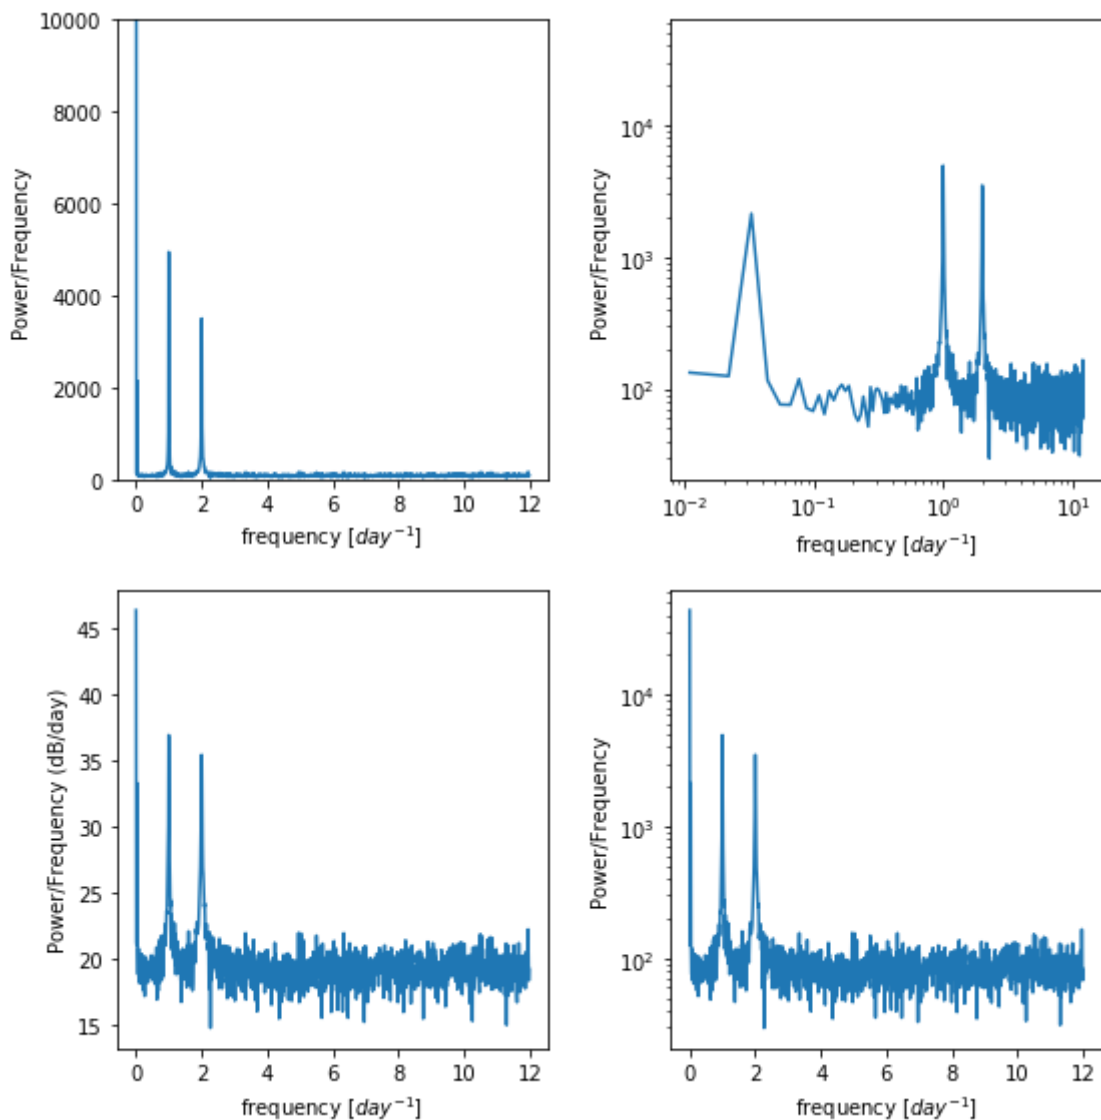 10000
8000
6000
4000
2000
0
Power/Frequency
0 2 4 6 8 10 12
frequency [day⁻¹]
10⁴
10³
10²
Power/Frequency
10⁻² 10⁻¹ 10⁰ 10¹
frequency [day⁻¹]
45
40
35
30
25
20
15
Power/Frequency (dB/day)
0 2 4 6 8 10 12
frequency [day⁻¹]
10⁴
10³
10²
Power/Frequency
0 2 4 6 8 10 12
frequency [day⁻¹]